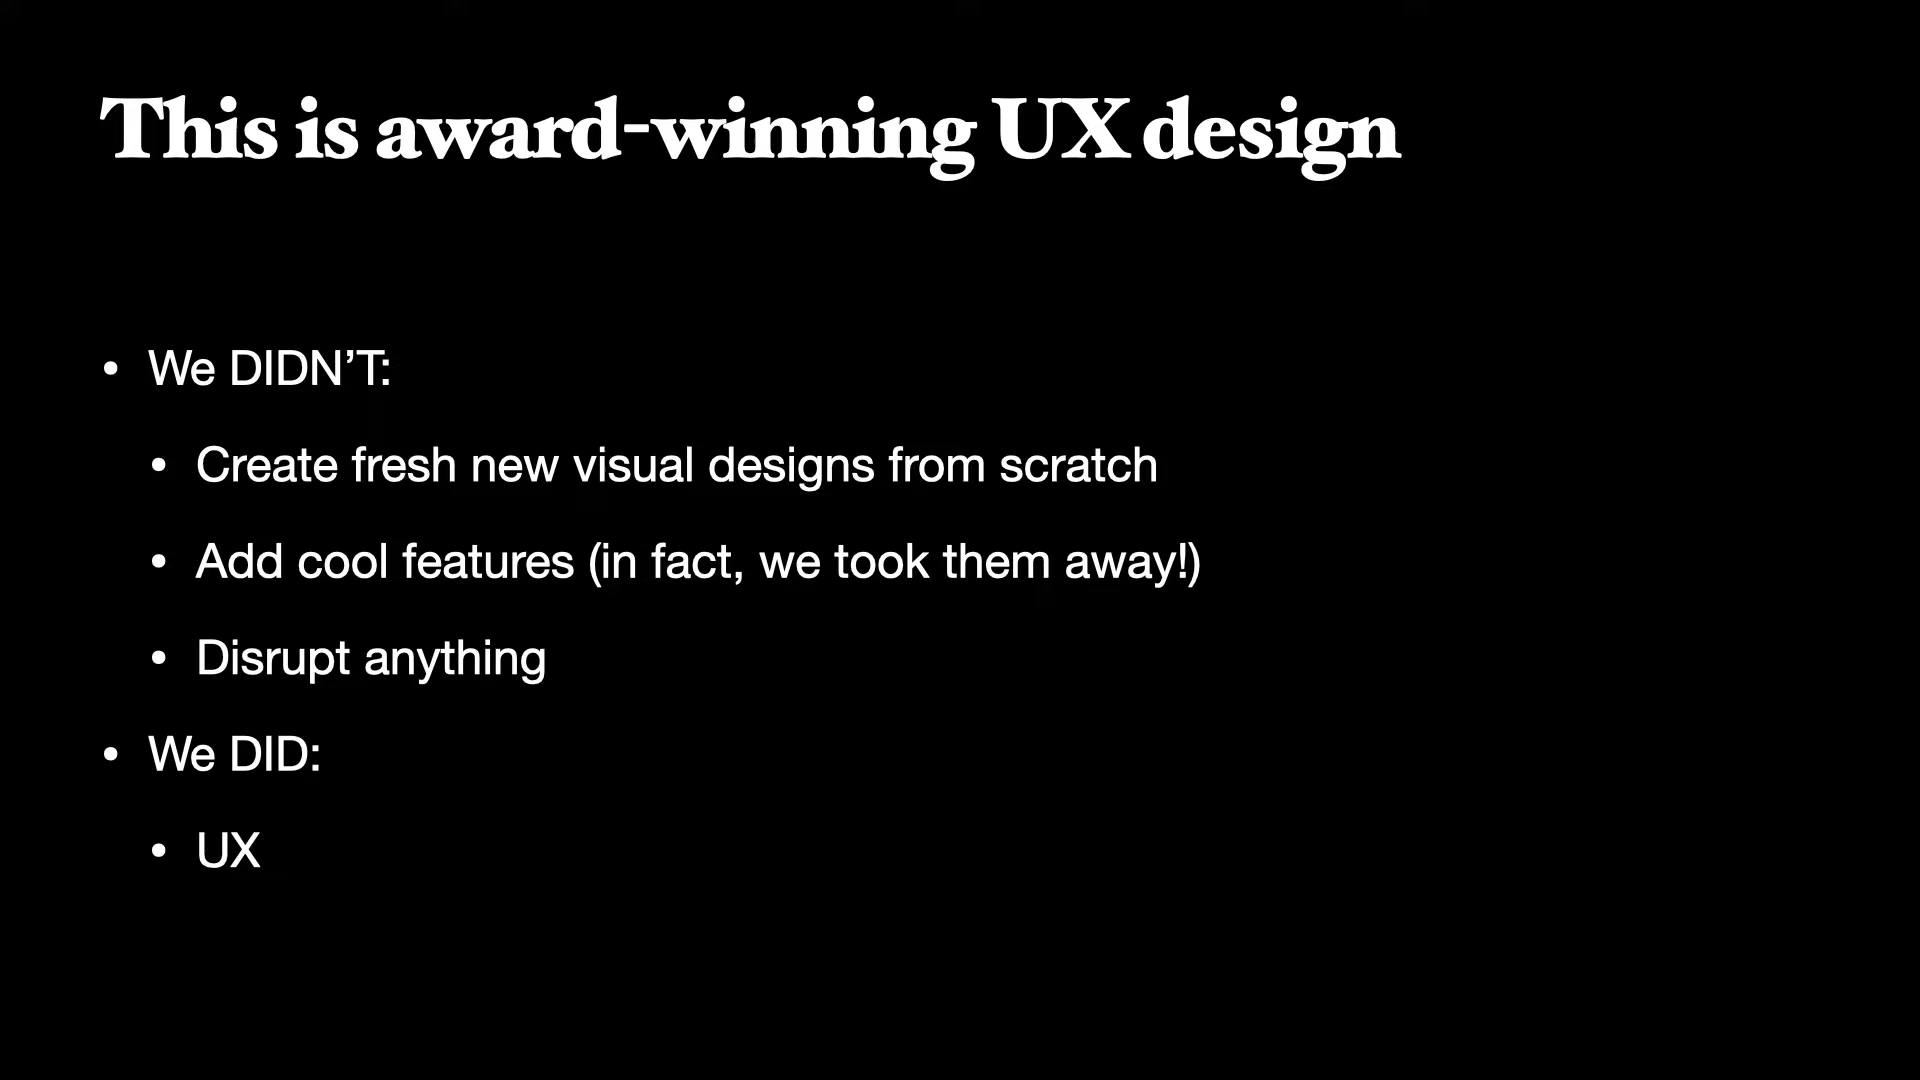 This is award-winning UX design
• We DIDN’T:
• Create fresh new visual designs from scratch
• Add cool features (in fact, we took them away!)
• Disrupt anything
• We DID:
• UX